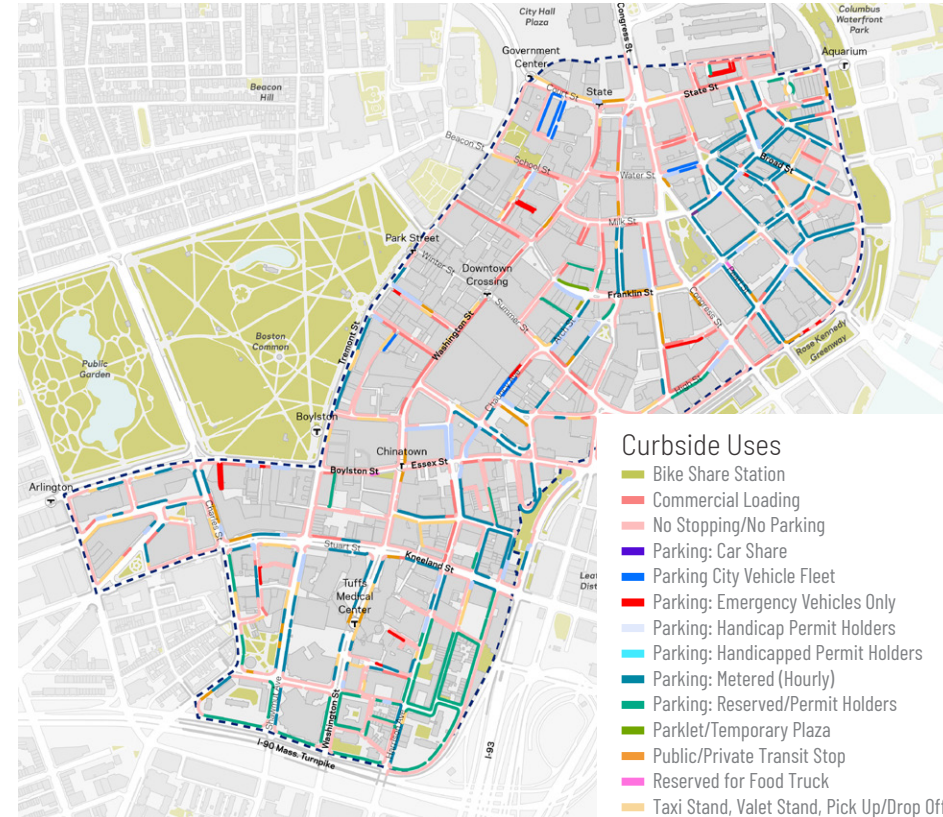 City Hall
Plaza
Congress St
Columbus
Waterfront
Park
Government
Center
Aquarium
Beacon
Hill
Court St
State
State St
Beacon St
School St
Broad St
Water St
Milk St
Park Street
Winter St
Downtown
Crossing
Franklin St
Congress St
Summer St
Washington St
Arch St
Tremont St
Boston
Common
Public
Garden
Rose Kennedy
Greenway
High St
Boylston
Chinatown
Boylston St
Essex St
Arlington
Charles St
Stuart St
Kneeland St
Tufts
Medical
Center
Washington St
I-90 Mass. Turnpike
I-93
Curbside Uses
Bike Share Station
Commercial Loading
No Stopping/No Parking
Parking: Car Share
Parking City Vehicle Fleet
Parking: Emergency Vehicles Only
Parking: Handicap Permit Holders
Parking: Handicapped Permit Holders
Parking: Metered (Hourly)
Parking: Reserved/Permit Holders
Parklet/Temporary Plaza
Public/Private Transit Stop
Reserved for Food Truck
Taxi Stand, Valet Stand, Pick Up/Drop Off